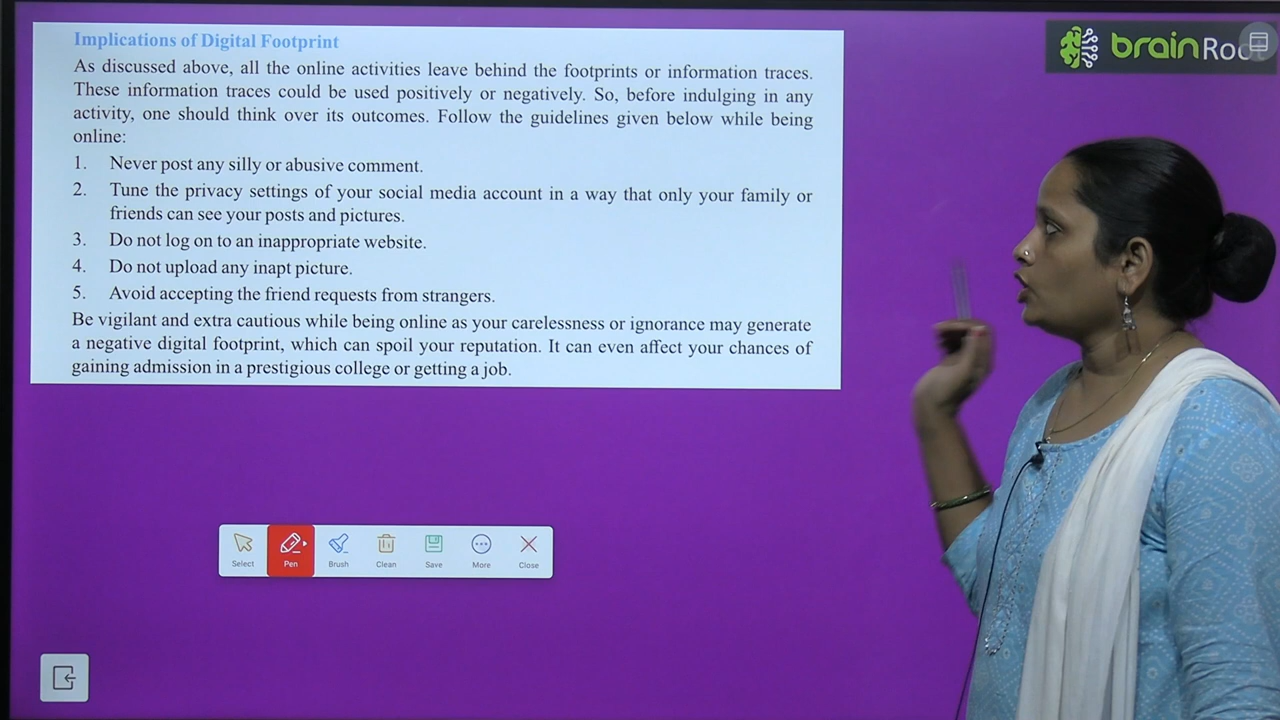 Implications of Digital Footprint
brain
As discussed above, all the online activities leave behind the footprints or information traces.
These information traces could be used positively or negatively. So, before indulging in any
activity, one should think over its outcomes. Follow the guidelines given below while being
online:
1. Never post any silly or abusive comment.
2. Tune the privacy settings of your social media account in a way that only your family or
friends can see your posts and pictures.
3. Do not log on to an inappropriate website.
4. Do not upload any inapt picture.
5. Avoid accepting the friend requests from strangers.
Be vigilant and extra cautious while being online as your carelessness or ignorance may generate
a negative digital footprint, which can spoil your reputation. It can even affect your chances of
gaining admission in a prestigious college or getting a job.
Select Pen Brush Clean Save More Close